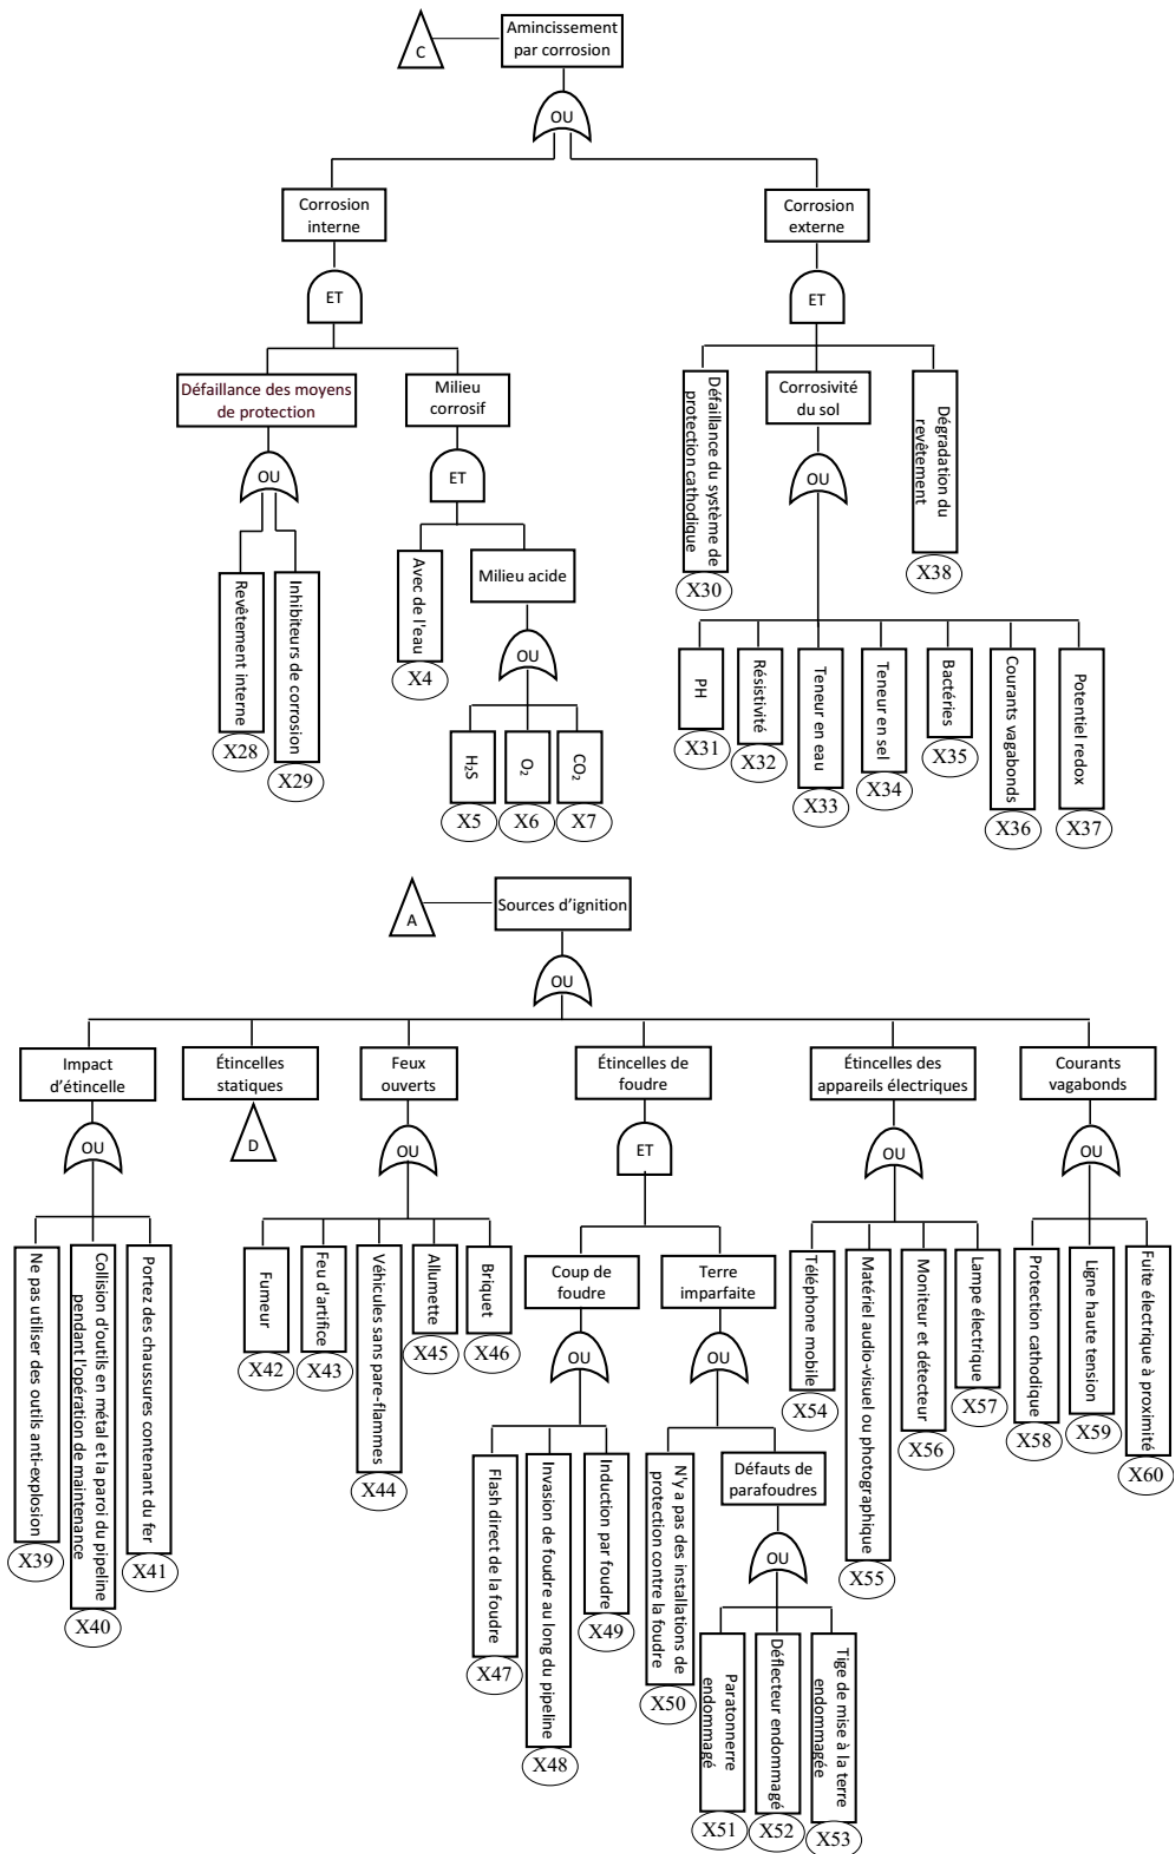 C
Amincissement
par corrosion
OU
Corrosion
interne
Corrosion
externe
ET
ET
Défaillance des moyens
de protection
Milieu
corrosif
Défaillance du système de
protection cathodique
Corrosivité
du sol
Dégradation du
revêtement
OU
ET
OU
Revêtement interne
Inhibiteurs de corrosion
Avec de l'eau
Milieu acide
X30
X38
X4
OU
PH
Résistivité
Teneur en eau
Teneur en sel
Bactéries
Courants vagabonds
Potentiel redox
X28
X29
H₂S
O₂
CO₂
X31
X32
X33
X34
X35
X36
X37
X5
X6
X7
A
Sources d'ignition
OU
Impact
d'étincelle
Étincelles
statiques
Feux
ouverts
Étincelles de
foudre
Étincelles des
appareils électriques
Courants
vagabonds
OU
D
OU
ET
OU
OU
Ne pas utiliser des outils anti-explosion
Collision d'outils en métal et la paroi du pipeline
pendant l'opération de maintenance
Portez des chaussures contenant du fer
Fumeur
Feu d'artifice
Véhicules sans pare-flammes
Allumette
Briquet
Coup de
foudre
Terre
imparfaite
Téléphone mobile
Matériel audio-visuel ou photographique
Moniteur et détecteur
Lampe électrique
Protection cathodique
Ligne haute tension
Fuite électrique à proximité
X42
X43
X44
X45
X46
OU
OU
X54
X55
X56
X57
X58
X59
X60
X39
X40
X41
Flash direct de la foudre
Invasion de foudre au long du pipeline
Induction par foudre
N'y a pas des installations de
protection contre la foudre
Défauts de
parafoudres
OU
X47
X48
X49
X50
Paratonnerre
endommagé
Déflecteur endommagé
Tige de mise à la terre
endommagée
X51
X52
X53